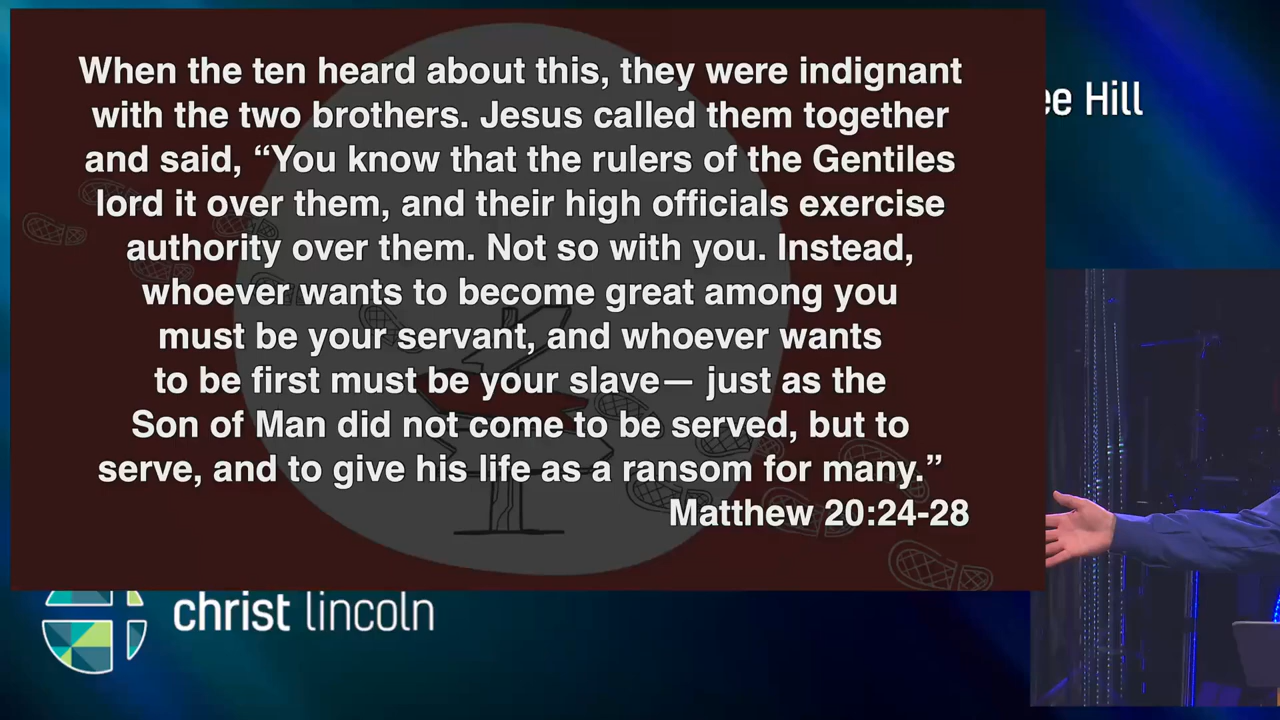 When the ten heard about this, they were indignant
with the two brothers. Jesus called them together
and said, “You know that the rulers of the Gentiles
lord it over them, and their high officials exercise
authority over them. Not so with you. Instead,
whoever wants to become great among you
must be your servant, and whoever wants
to be first must be your slave— just as the
Son of Man did not come to be served, but to
serve, and to give his life as a ransom for many.”
Matthew 20:24-28
Hill
christ lincoln